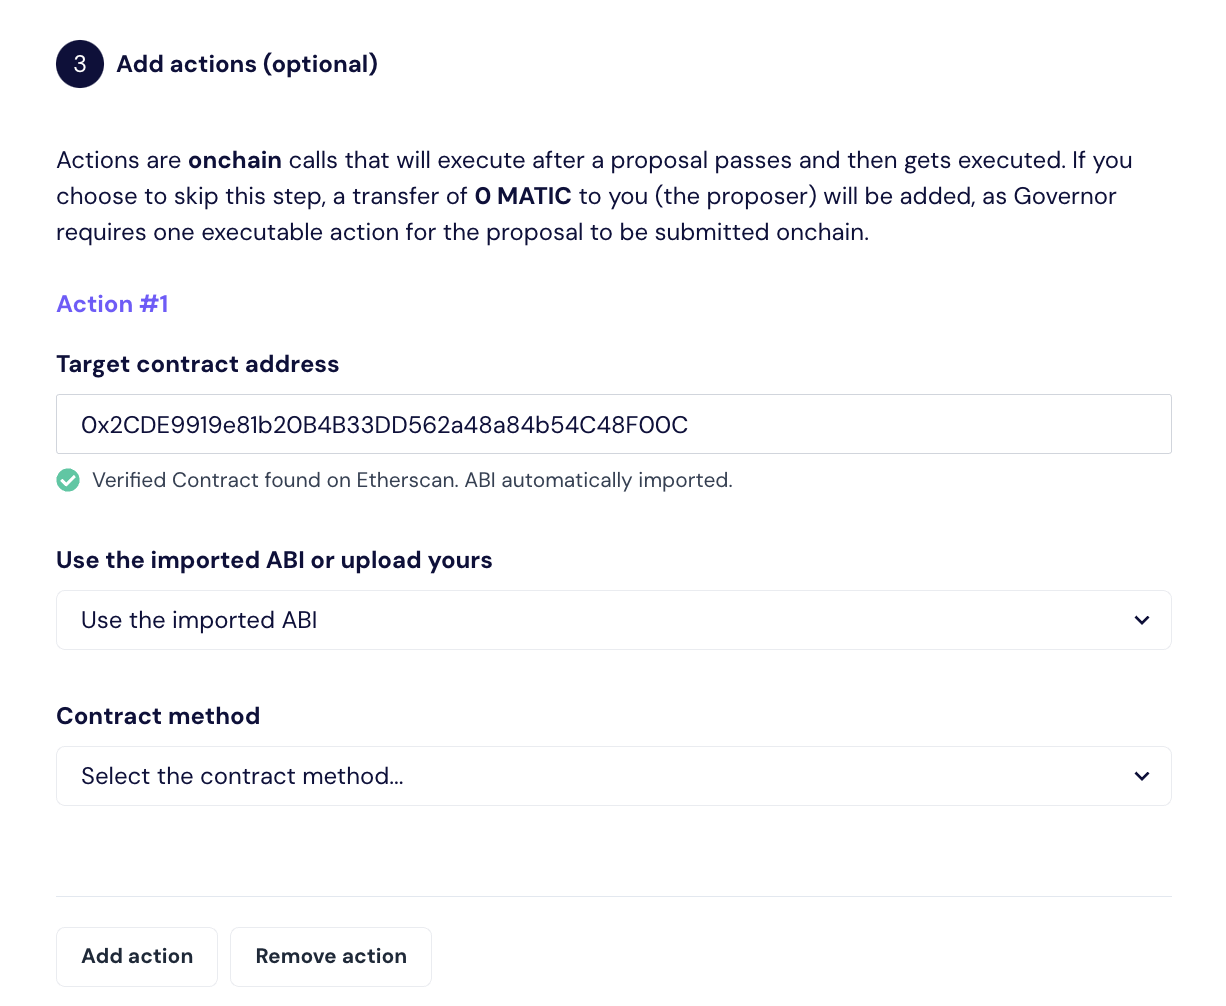 3 Add actions (optional)
Actions are onchain calls that will execute after a proposal passes and then gets executed. If you
choose to skip this step, a transfer of 0 MATIC to you (the proposer) will be added, as Governor
requires one executable action for the proposal to be submitted onchain.
Action #1
Target contract address
0x2CDE9919e81b20B4B33DD562a48a84b54C48F00C
Verified Contract found on Etherscan. ABI automatically imported.
Use the imported ABI or upload yours
Use the imported ABI
Contract method
Select the contract method...
Add action Remove action